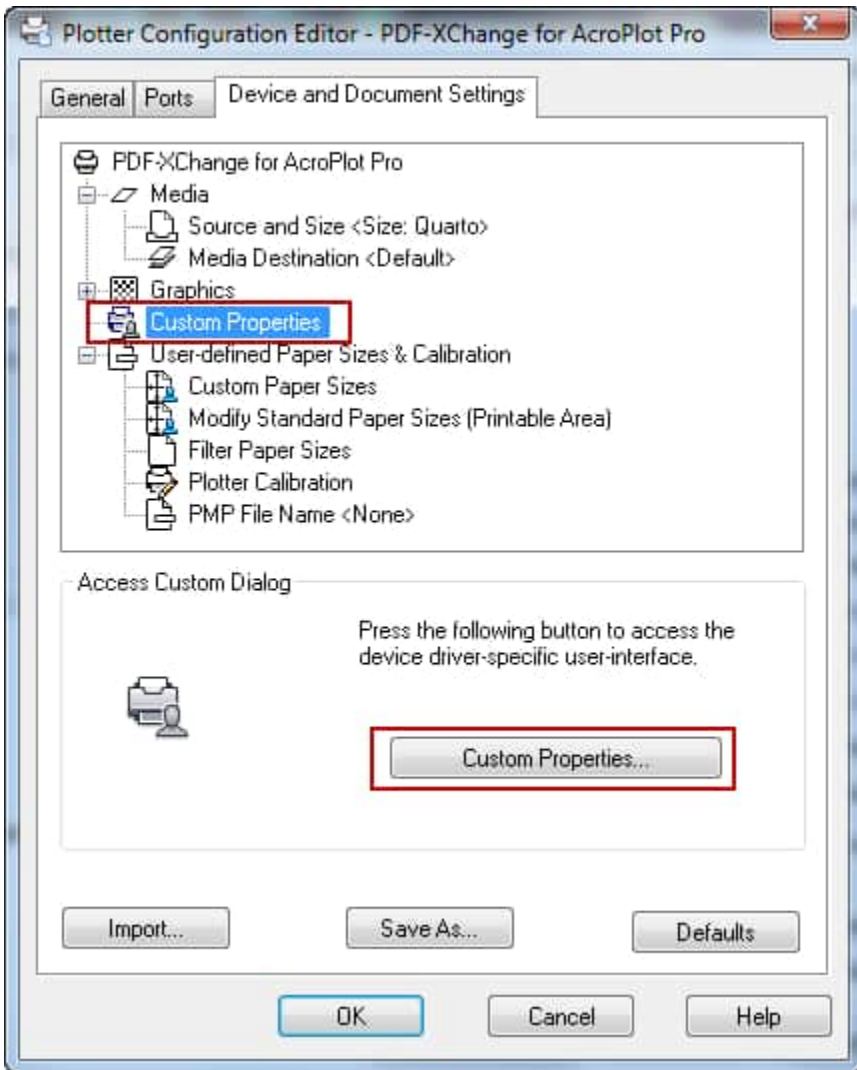 Plotter Configuration Editor - PDF-XChange for AcroPlot Pro
General Ports Device and Document Settings
PDF-XChange for AcroPlot Pro
Media
Source and Size <Size: Quarto>
Media Destination <Default>
Graphics
Custom Properties
User-defined Paper Sizes & Calibration
Custom Paper Sizes
Modify Standard Paper Sizes (Printable Area)
Filter Paper Sizes
Plotter Calibration
PMP File Name <None>
Access Custom Dialog
Press the following button to access the
device driver-specific user-interface.
Custom Properties...
Import... Save As... Defaults
OK Cancel Help